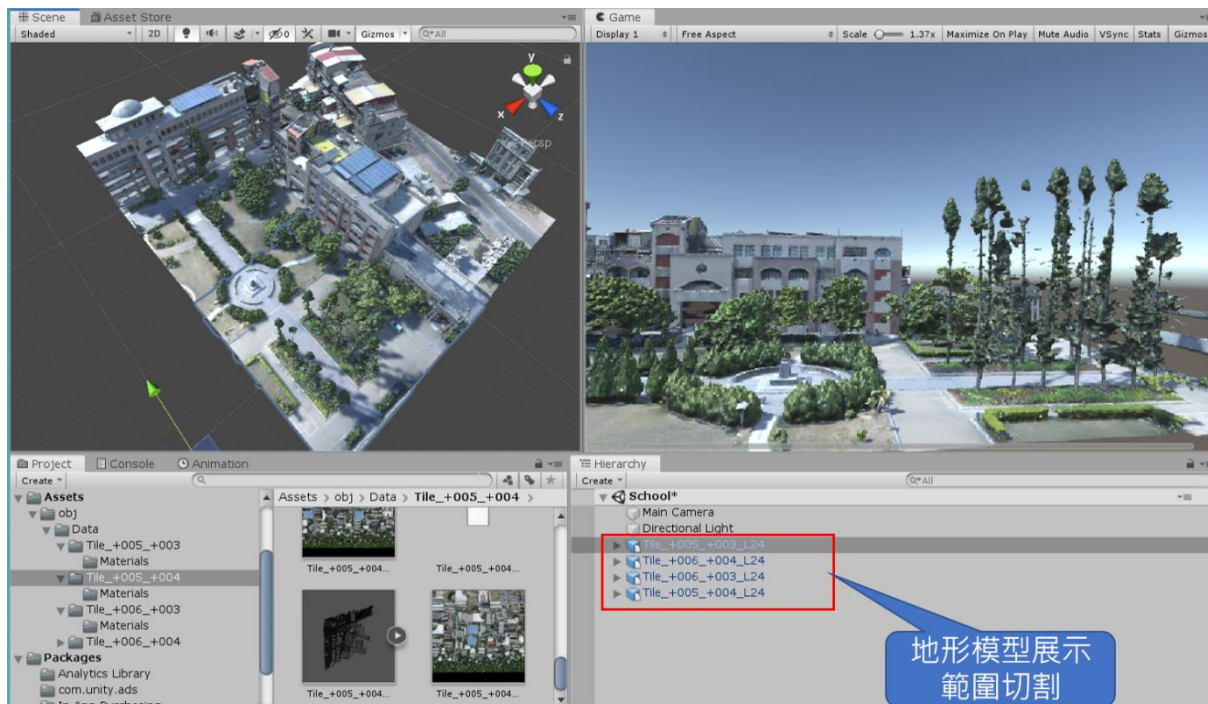 Scene
Asset Store
Game
Shaded
2D
0
Gizmos
All
Display 1
Free Aspect
Scale
1.37x
Maximize On Play
Mute Audio
VSync
Stats
Gizmos
y
x
z
Persp
Project
Console
Animation
Create
Assets
obj
Data
Tile_+005_+003
Materials
Tile_+005_+004
Materials
Tile_+006_+003
Materials
Tile_+006_+004
Packages
Analytics Library
com.unity.ads
In App Purchasing
Assets > obj > Data > Tile_+005_+004 >
Tile_+005_+004...
Tile_+005_+004...
Tile_+005_+004...
Tile_+005_+004...
Hierarchy
Create
All
School*
Main Camera
Directional Light
Tile_+005_+003_L24
Tile_+006_+004_L24
Tile_+006_+003_L24
Tile_+005_+004_L24
地形模型展示
範圍切割